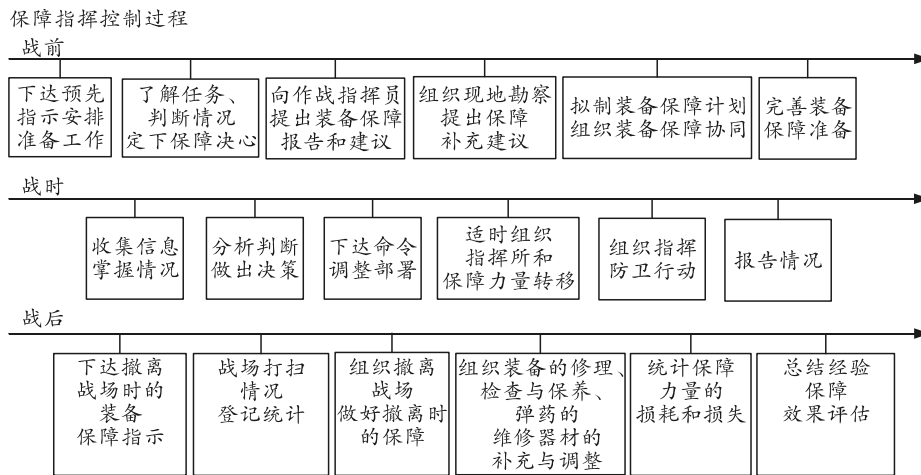 保障指挥控制过程
战前
下达预先
指示安排
准备工作
了解任务、
判断情况
定下保障决心
向作战指挥员
提出装备保障
报告和建议
组织现地勘察
提出保障
补充建议
拟制装备保障计划
组织装备保障协同
完善装备
保障准备
战时
收集信息
掌握情况
分析判断
做出决策
下达命令
调整部署
适时组织
指挥所和
保障力量转移
组织指挥
防卫行动
报告情况
战后
下达撤离
战场时的
装备
保障指示
战场打扫
情况
登记统计
组织撤离
战场
做好撤离时
的保障
组织装备的修理、
检查与保养、
弹药的
维修器材的
补充与调整
统计保障
力量的
损耗和损失
总结经验
保障
效果评估